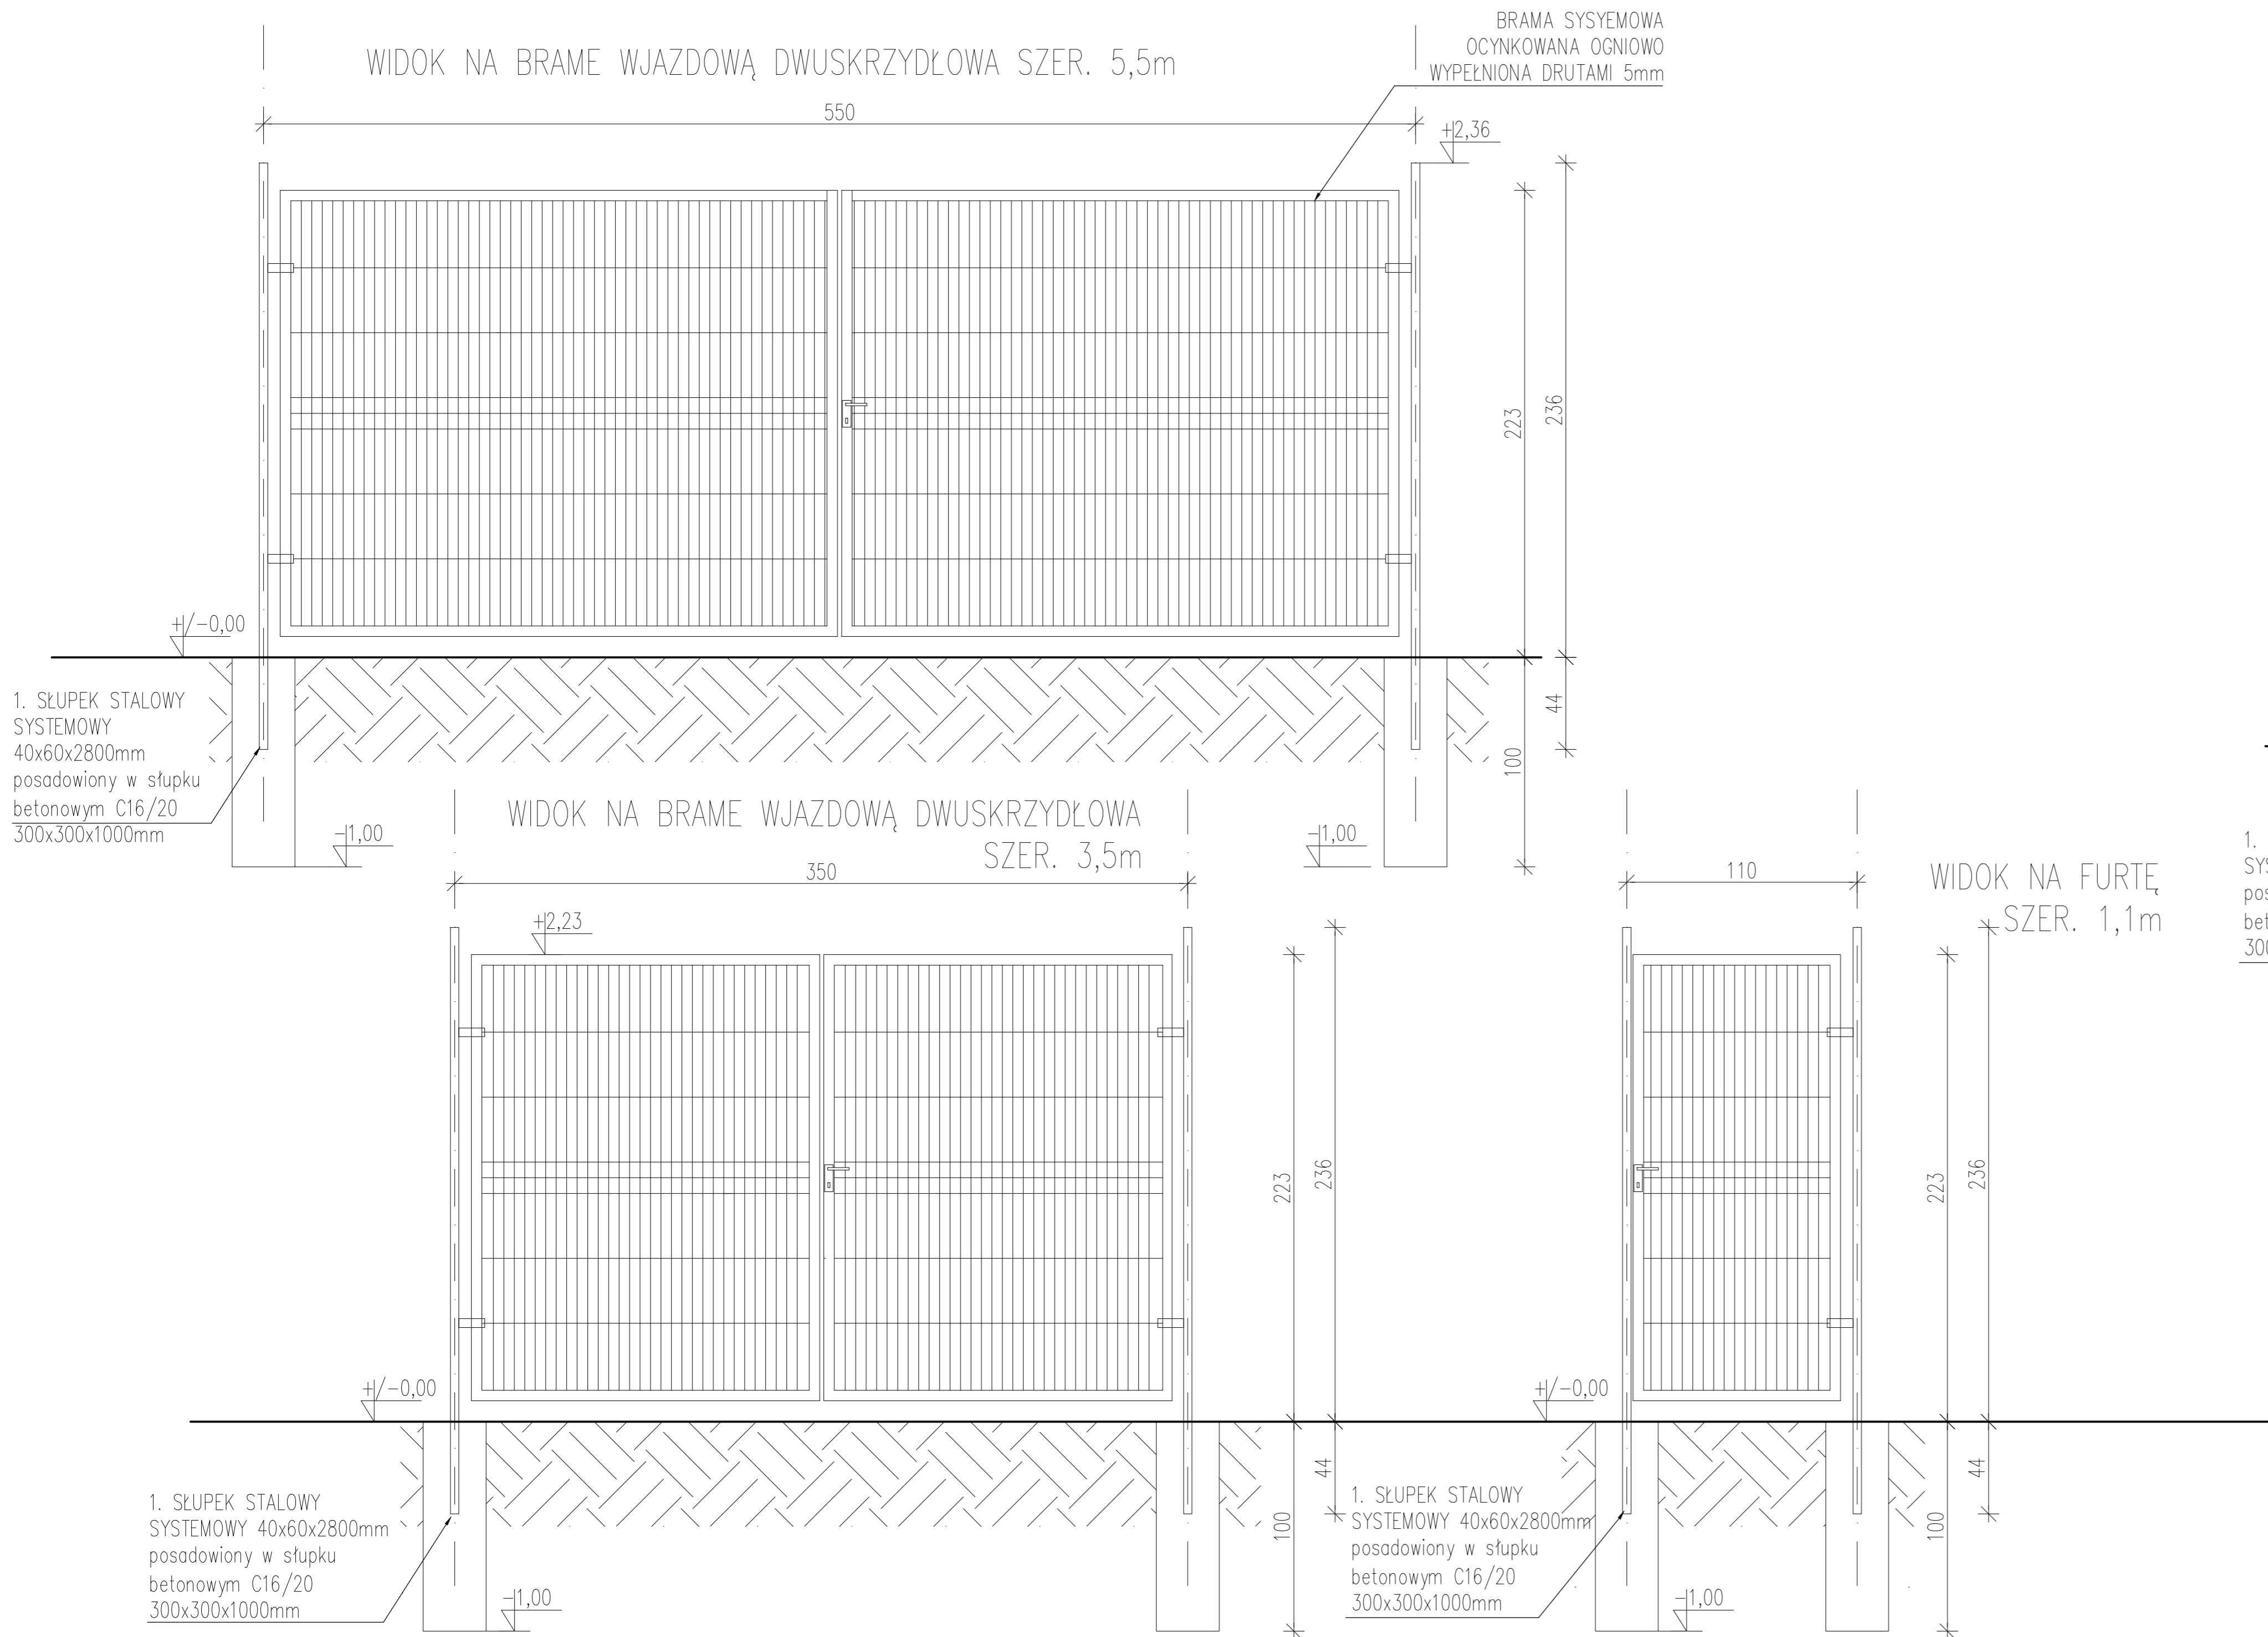 WIDOK NA BRAME WJAZDOWĄ DWUSKRZYDŁOWA SZER. 5,5m
BRAMA SYSYEMOWA
OCYNKOWANA OGNIOWO
WYPEŁNIONA DRUTAMI 5mm
550
+2,36
223
236
+/-0,00
44
100
1. SŁUPEK STALOWY
SYSTEMOWY
40x60x2800mm
posadowiony w słupku
betonowym C16/20
300x300x1000mm
-1,00
-1,00
WIDOK NA BRAME WJAZDOWĄ DWUSKRZYDŁOWA
SZER. 3,5m
350
+2,23
223
236
+/-0,00
44
100
1. SŁUPEK STALOWY
SYSTEMOWY 40x60x2800mm
posadowiony w słupku
betonowym C16/20
300x300x1000mm
-1,00
WIDOK NA FURTĘ
SZER. 1,1m
110
223
236
+/-0,00
44
100
1. SŁUPEK STALOWY
SYSTEMOWY 40x60x2800mm
posadowiony w słupku
betonowym C16/20
300x300x1000mm
-1,00
1.